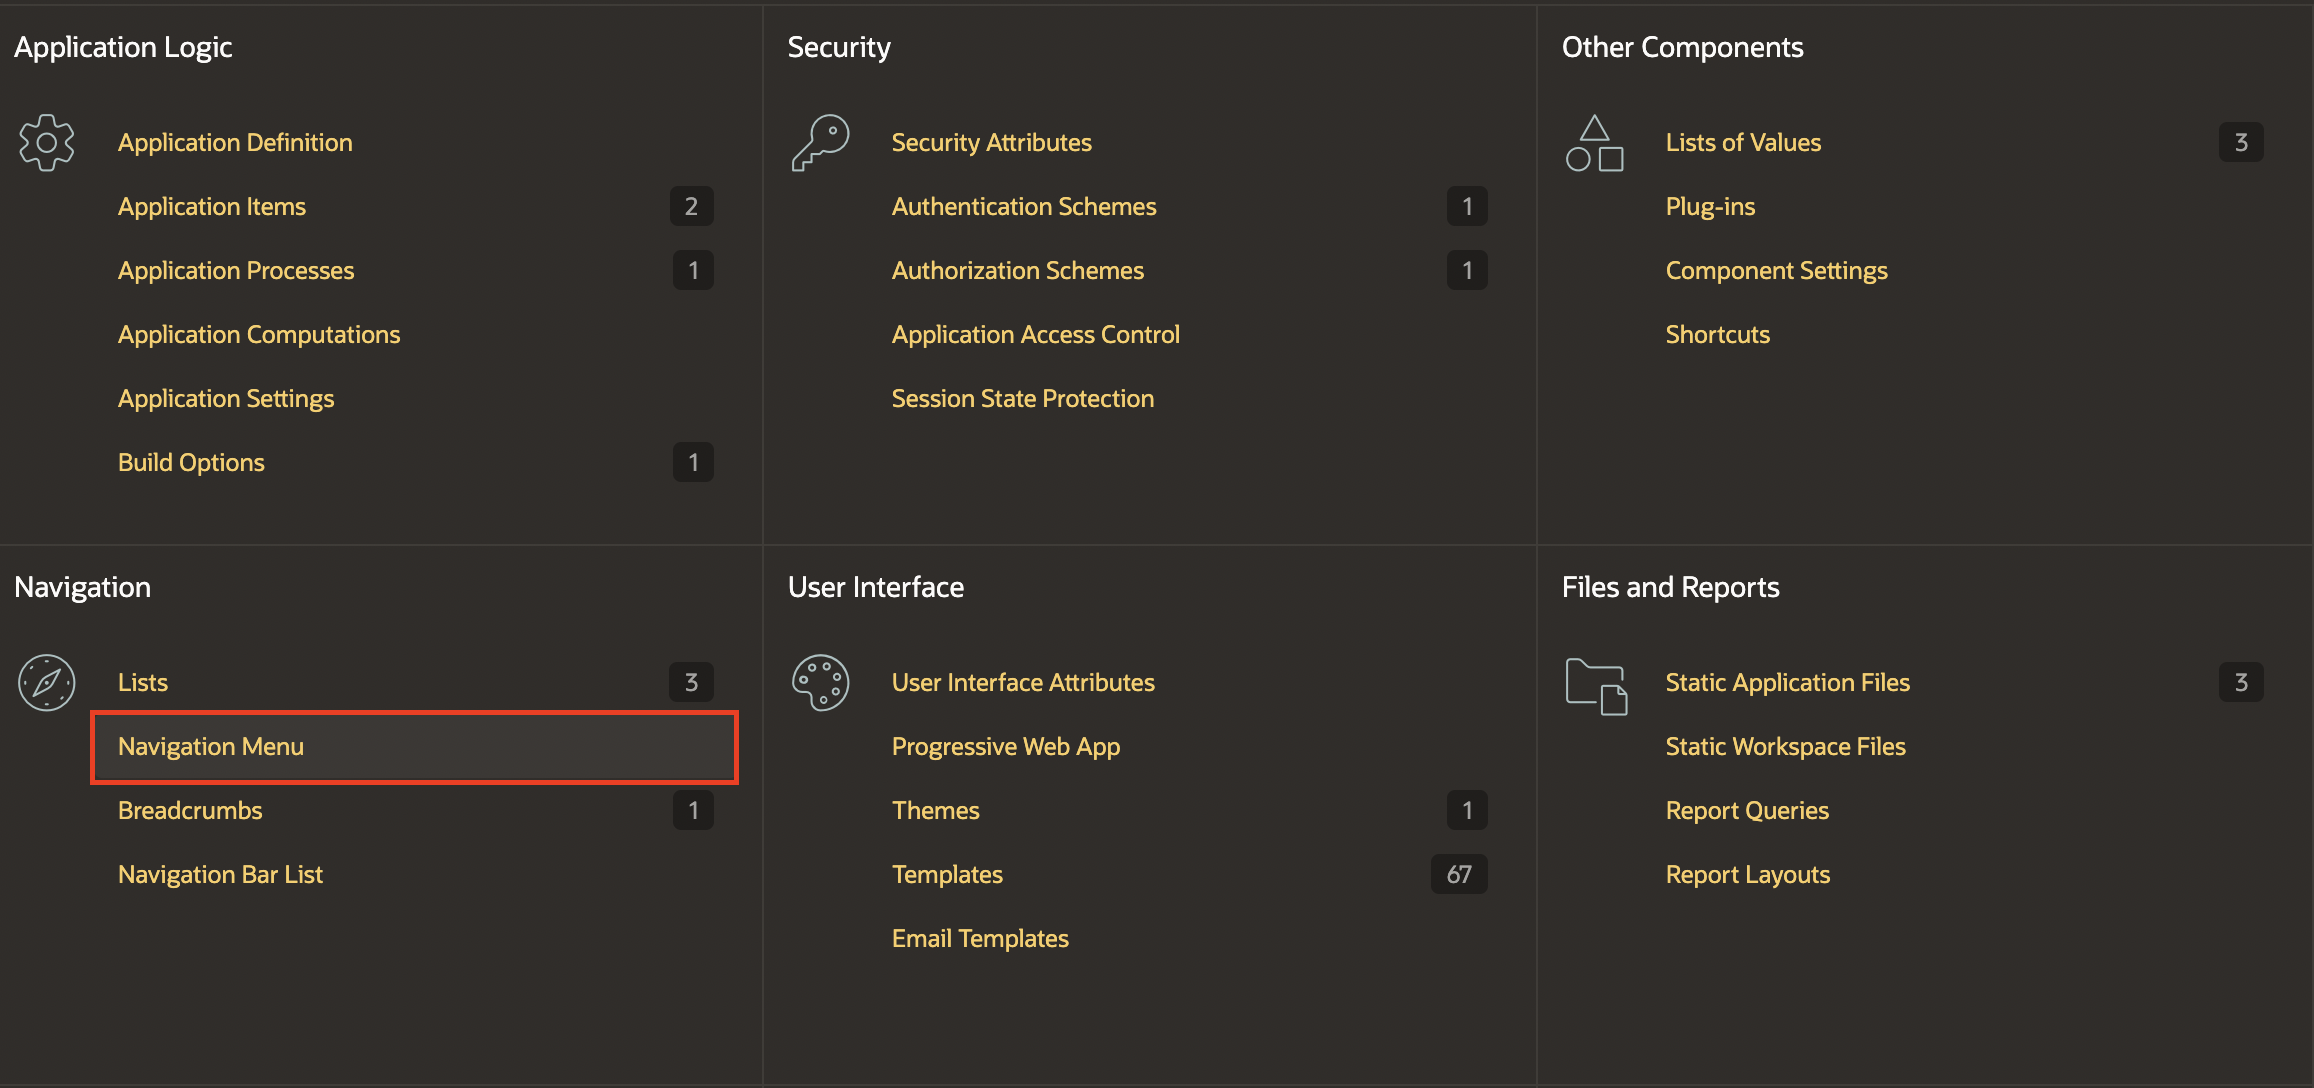 Application Logic
Application Definition
Application Items 2
Application Processes 1
Application Computations
Application Settings
Build Options 1
Security
Security Attributes
Authentication Schemes 1
Authorization Schemes 1
Application Access Control
Session State Protection
Other Components
Lists of Values 3
Plug-ins
Component Settings
Shortcuts
Navigation
Lists 3
Navigation Menu
Breadcrumbs 1
Navigation Bar List
User Interface
User Interface Attributes
Progressive Web App
Themes 1
Templates 67
Email Templates
Files and Reports
Static Application Files 3
Static Workspace Files
Report Queries
Report Layouts